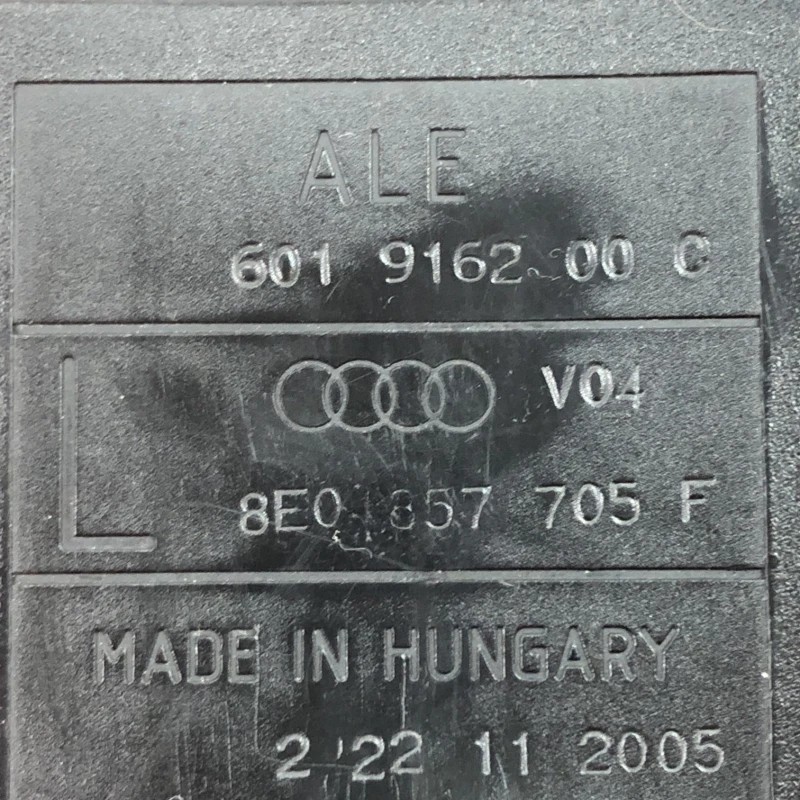 ALE
601 9162 00 C
V04
L
8E0 857 705 F
MADE IN HUNGARY
2 22 11 2005